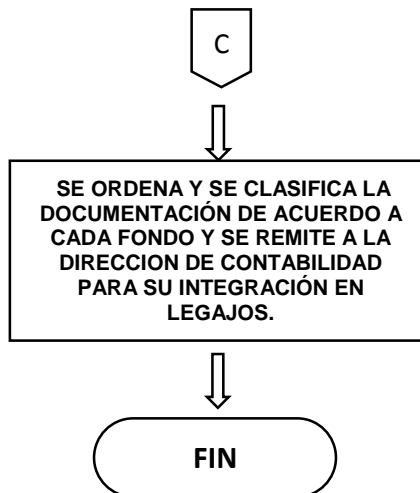 C
SE ORDENA Y SE CLASIFICA LA
DOCUMENTACIÓN DE ACUERDO A
CADA FONDO Y SE REMITE A LA
DIRECCION DE CONTABILIDAD
PARA SU INTEGRACIÓN EN
LEGAJOS.
FIN